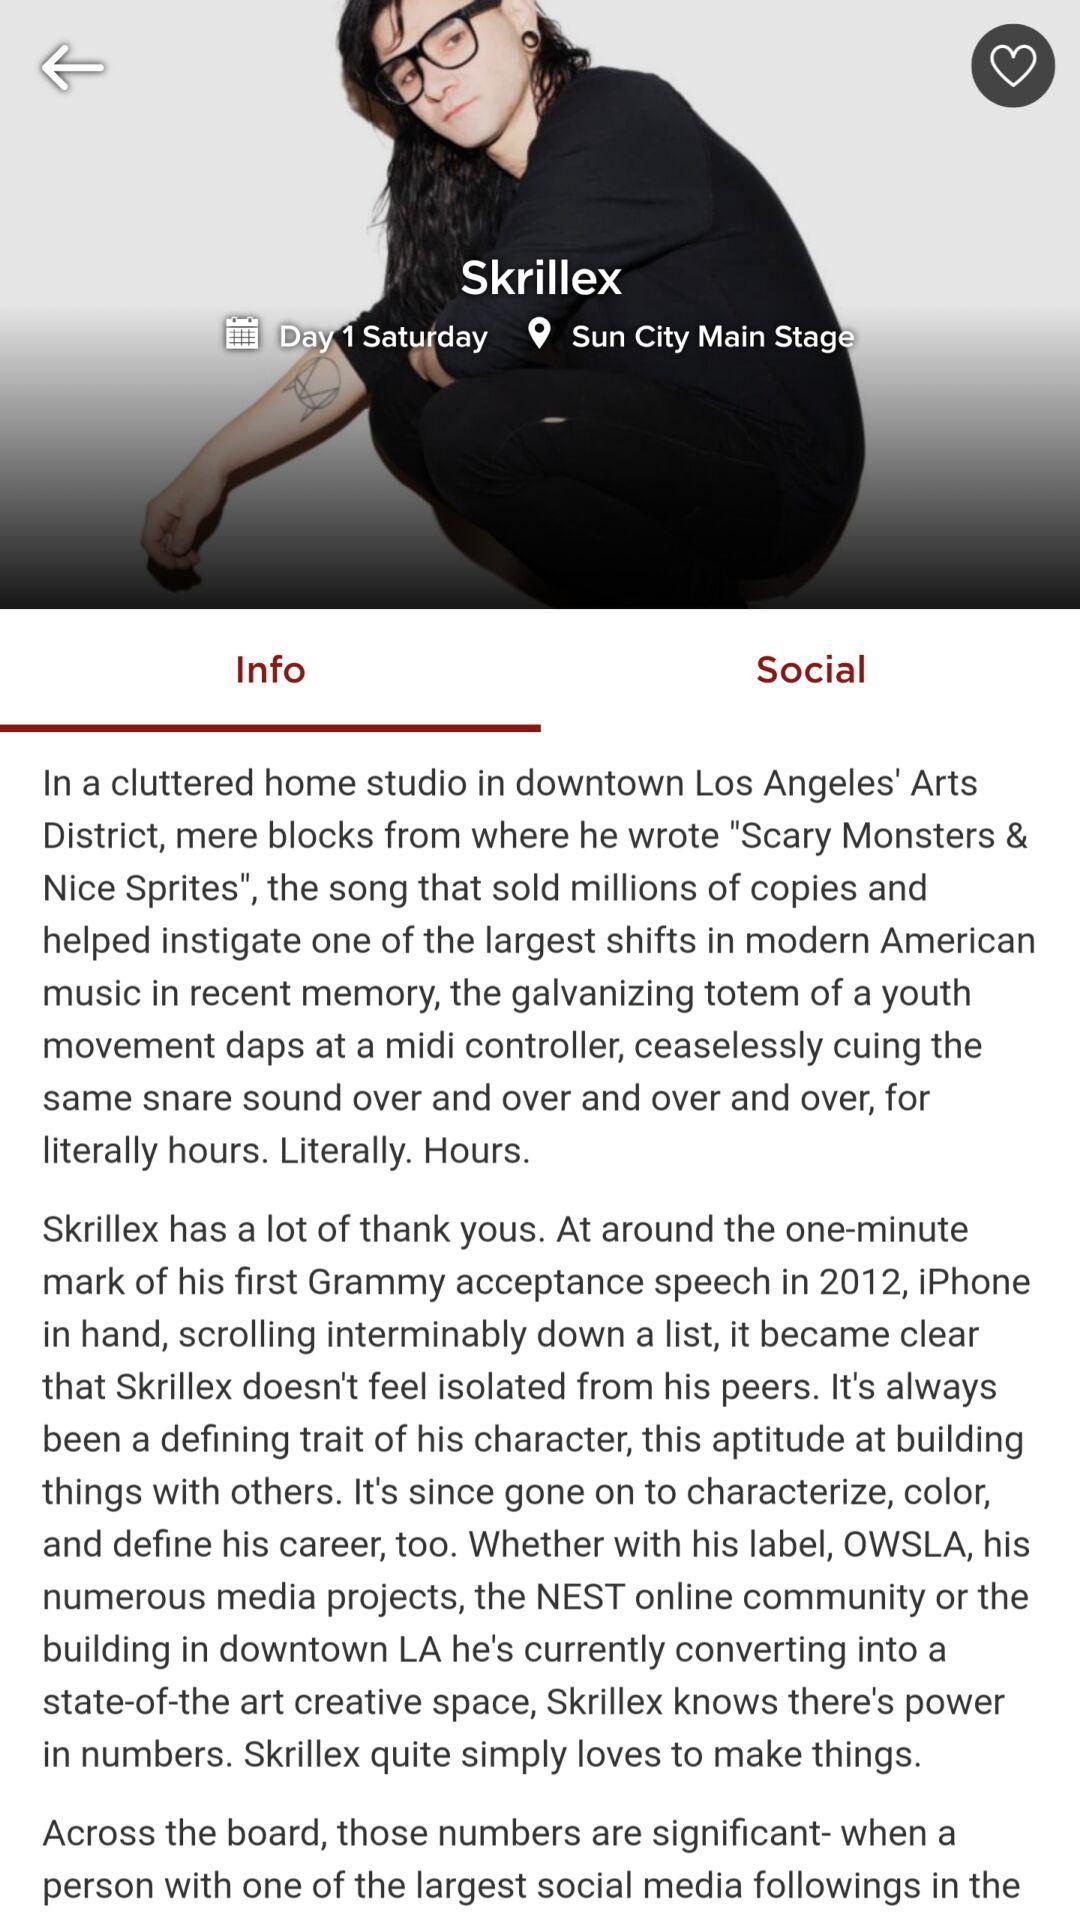 Skrillex
Day 1 Saturday Sun City Main Stage
Info Social
In a cluttered home studio in downtown Los Angeles' Arts
District, mere blocks from where he wrote "Scary Monsters &
Nice Sprites", the song that sold millions of copies and
helped instigate one of the largest shifts in modern American
music in recent memory, the galvanizing totem of a youth
movement daps at a midi controller, ceaselessly cuing the
same snare sound over and over and over and over, for
literally hours. Literally. Hours.
Skrillex has a lot of thank yous. At around the one-minute
mark of his first Grammy acceptance speech in 2012, iPhone
in hand, scrolling interminably down a list, it became clear
that Skrillex doesn't feel isolated from his peers. It's always
been a defining trait of his character, this aptitude at building
things with others. It's since gone on to characterize, color,
and define his career, too. Whether with his label, OWSLA, his
numerous media projects, the NEST online community or the
building in downtown LA he's currently converting into a
state-of-the art creative space, Skrillex knows there's power
in numbers. Skrillex quite simply loves to make things.
Across the board, those numbers are significant- when a
person with one of the largest social media followings in the